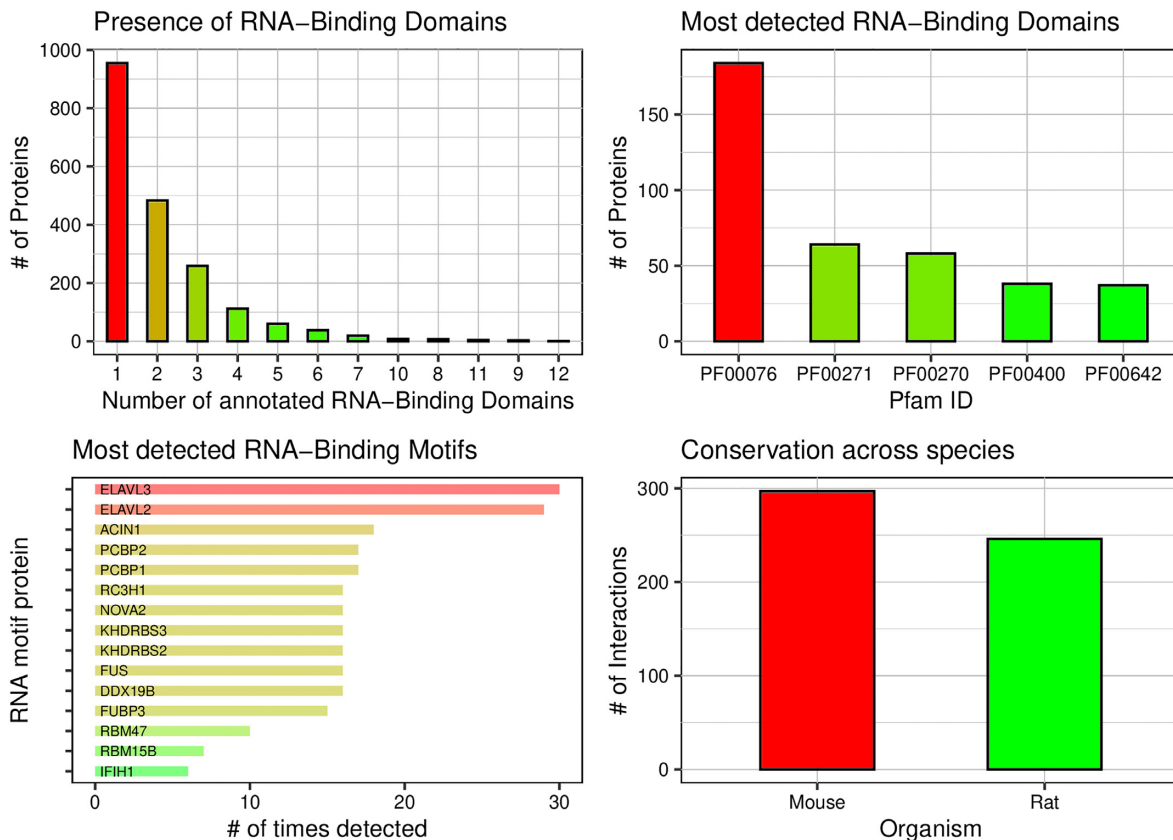 Presence of RNA−Binding Domains
# of Proteins
1000
800
600
400
200
0
1 2 3 4 5 6 7 10 8 11 9 12
Number of annotated RNA−Binding Domains
Most detected RNA−Binding Domains
# of Proteins
150
100
50
0
PF00076 PF00271 PF00270 PF00400 PF00642
Pfam ID
Most detected RNA−Binding Motifs
RNA motif protein
ELAVL3
ELAVL2
ACIN1
PCBP2
PCBP1
RC3H1
NOVA2
KHDRBS3
KHDRBS2
FUS
DDX19B
FUBP3
RBM47
RBM15B
IFIH1
0 10 20 30
# of times detected
Conservation across species
# of Interactions
300
200
100
0
Mouse Rat
Organism